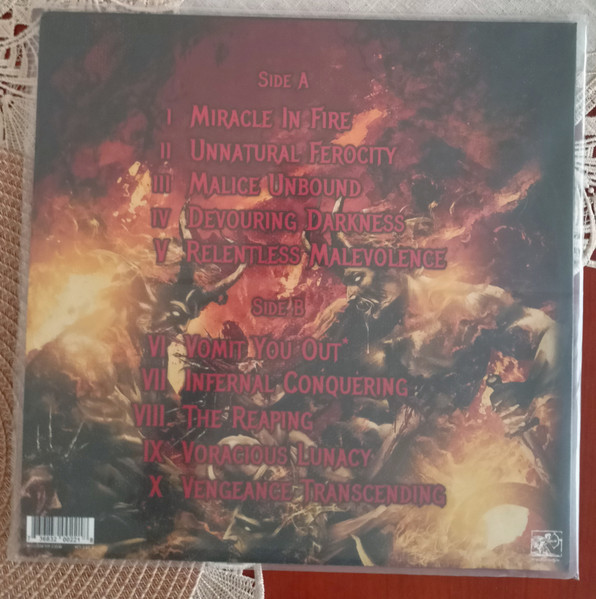 Side A
I Miracle In Fire
II Unnatural Ferocity
III Malice Unbound
IV Devouring Darkness
V Relentless Malevolence
Side B
VI Vomit You Out*
VII Infernal Conquering
VIII The Reaping
IX Voracious Lunacy
X Vengeance Transcending